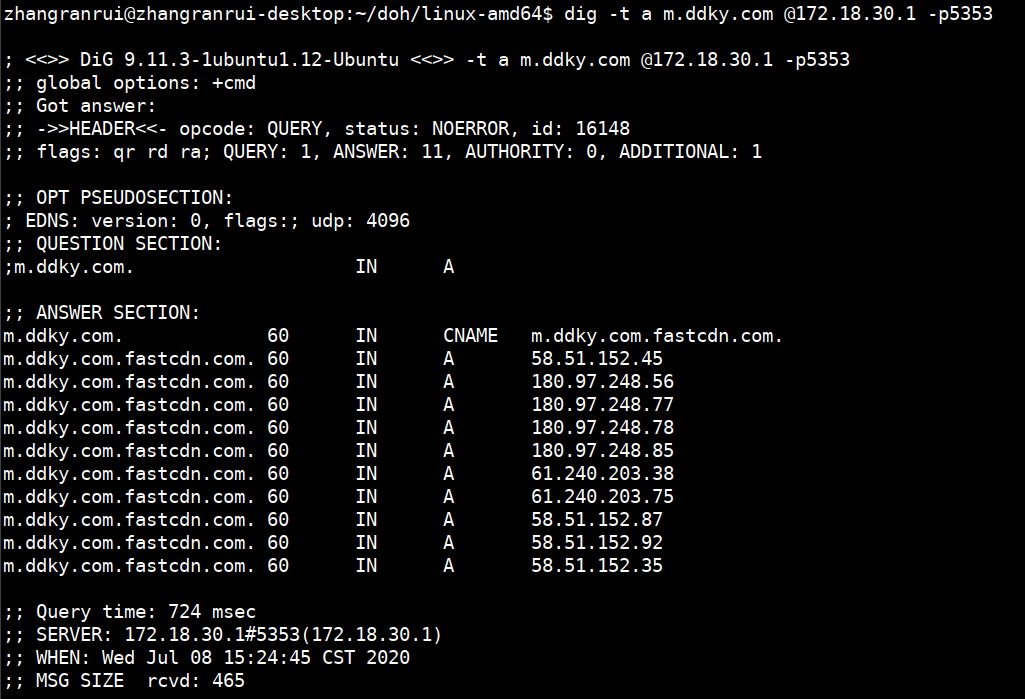 zhangranrui@zhangranrui-desktop:~/doh/linux-amd64$ dig -t a m.ddky.com @172.18.30.1 -p5353
; <<>> DiG 9.11.3-1ubuntu1.12-Ubuntu <<>> -t a m.ddky.com @172.18.30.1 -p5353
;; global options: +cmd
;; Got answer:
;; ->>HEADER<<- opcode: QUERY, status: NOERROR, id: 16148
;; flags: qr rd ra; QUERY: 1, ANSWER: 11, AUTHORITY: 0, ADDITIONAL: 1
;; OPT PSEUDOSECTION:
; EDNS: version: 0, flags:; udp: 4096
;; QUESTION SECTION:
;m.ddky.com. IN A
;; ANSWER SECTION:
m.ddky.com. 60 IN CNAME m.ddky.com.fastcdn.com.
m.ddky.com.fastcdn.com. 60 IN A 58.51.152.45
m.ddky.com.fastcdn.com. 60 IN A 180.97.248.56
m.ddky.com.fastcdn.com. 60 IN A 180.97.248.77
m.ddky.com.fastcdn.com. 60 IN A 180.97.248.78
m.ddky.com.fastcdn.com. 60 IN A 180.97.248.85
m.ddky.com.fastcdn.com. 60 IN A 61.240.203.38
m.ddky.com.fastcdn.com. 60 IN A 61.240.203.75
m.ddky.com.fastcdn.com. 60 IN A 58.51.152.87
m.ddky.com.fastcdn.com. 60 IN A 58.51.152.92
m.ddky.com.fastcdn.com. 60 IN A 58.51.152.35
;; Query time: 724 msec
;; SERVER: 172.18.30.1#5353(172.18.30.1)
;; WHEN: Wed Jul 08 15:24:45 CST 2020
;; MSG SIZE  rcvd: 465